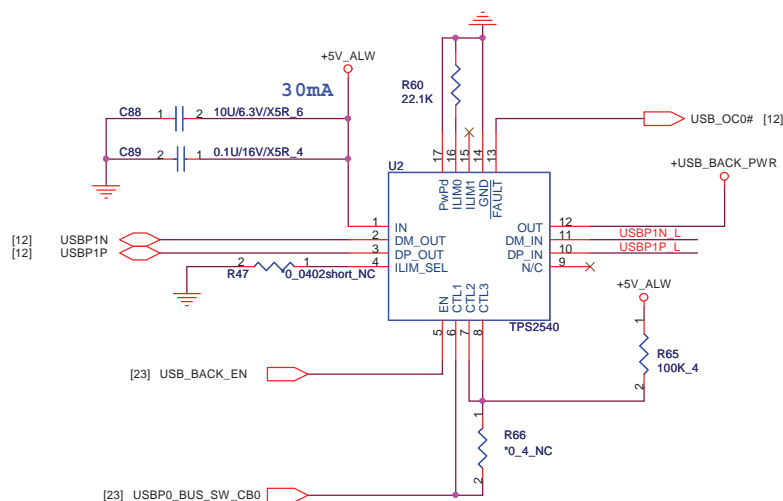 +5V_ALW
30mA
C88 1 2 10U/6.3V/X5R_6
C89 2 1 0.1U/16V/X5R_4
R60
22.1K
USB_OC0# [12]
+USB_BACK_PWR
U2
17 16 15 14 13
PwPd ILIM0 ILIM1 GND FAULT
1 IN OUT 12
[12] USBP1N 2 DM_OUT DM_IN 11 USBP1N_L
[12] USBP1P 3 DP_OUT DP_IN 10 USBP1P_L
R47 2 1 *0_0402short_NC 4 ILIM_SEL N/C 9
EN CTL1 CTL2 CTL3
5 6 7 8
TPS2540
+5V_ALW
1
R65
100K_4
2
[23] USB_BACK_EN
1
R66
*0_4_NC
2
[23] USBP0_BUS_SW_CB0